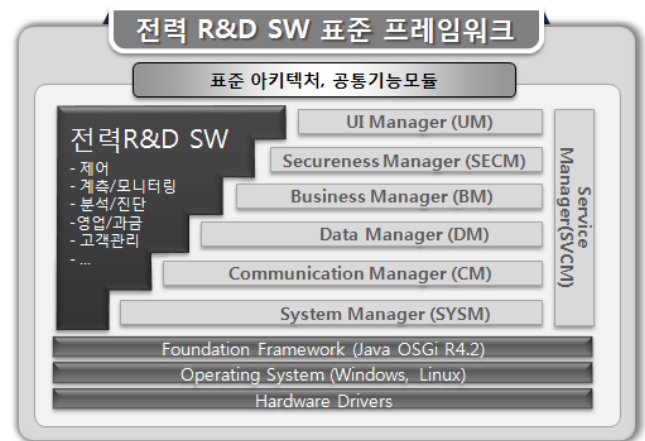 전력 R&D SW 표준 프레임워크
표준 아키텍처, 공통기능모듈
전력R&D SW
- 제어
- 계측/모니터링
- 분석/진단
-영업/과금
- 고객관리
- ...
UI Manager (UM)
Secureness Manager (SECM)
Business Manager (BM)
Data Manager (DM)
Communication Manager (CM)
System Manager (SYSM)
Service
Manager(SVCM)
Foundation Framework (Java OSGi R4.2)
Operating System (Windows, Linux)
Hardware Drivers